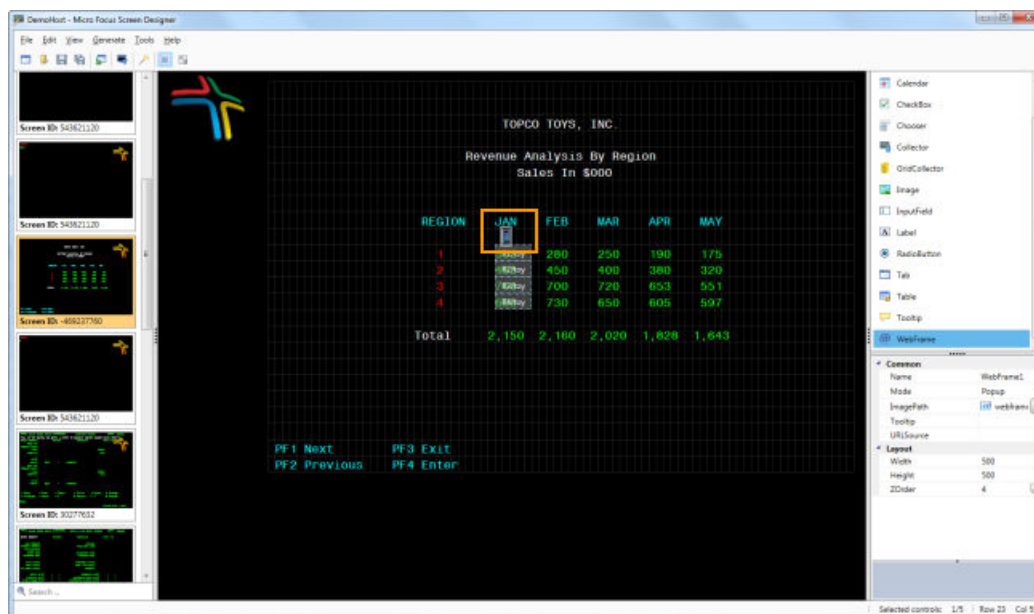 DemoHost - Micro Focus Screen Designer
File Edit View Generate Tools Help
Screen ID: 543621120
Screen ID: 543621120
Screen ID: -469237760
Screen ID: 543621120
Screen ID: 30277632
Search...
TOPCO TOYS, INC.
Revenue Analysis By Region
Sales In $000
REGION JAN FEB MAR APR MAY
1 280 250 190 175
2 450 400 380 320
3 700 720 653 551
4 730 650 605 597
Total 2,150 2,160 2,020 1,828 1,643
PF1 Next PF3 Exit
PF2 Previous PF4 Enter
Calendar
CheckBox
Chooser
Collector
GridCollector
Image
InputField
Label
RadioButton
Tab
Table
Tooltip
WebFrame
Common
Name WebFrame1
Mode Popup
ImagePath webframe
Tooltip
URLSource
Layout
Width 500
Height 500
ZOrder 4
Selected controls: 1/5 Row 23 Col